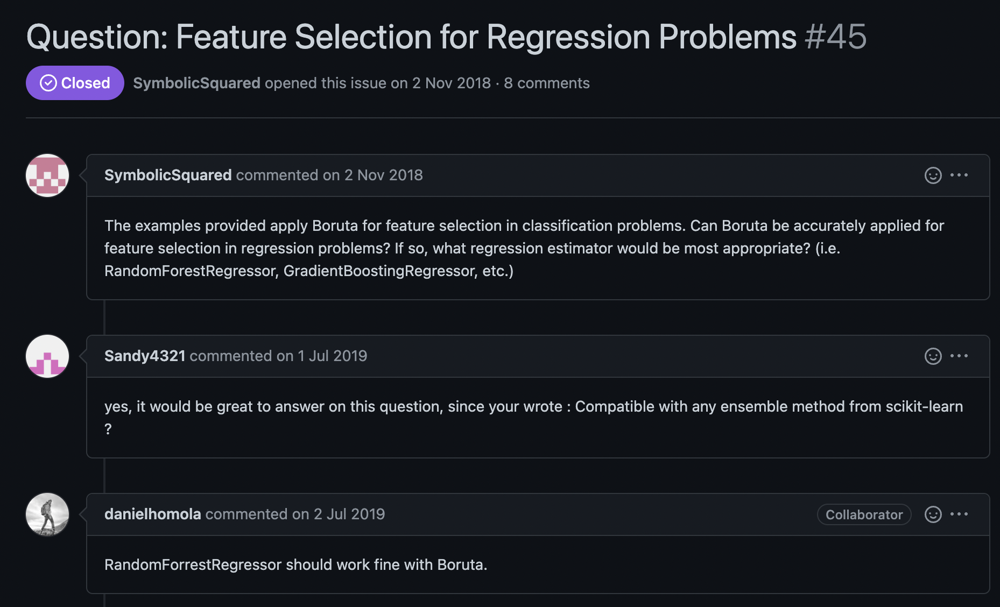 Question: Feature Selection for Regression Problems #45
Closed SymbolicSquared opened this issue on 2 Nov 2018 · 8 comments
SymbolicSquared commented on 2 Nov 2018
The examples provided apply Boruta for feature selection in classification problems. Can Boruta be accurately applied for
feature selection in regression problems? If so, what regression estimator would be most appropriate? (i.e.
RandomForestRegressor, GradientBoostingRegressor, etc.)
Sandy4321 commented on 1 Jul 2019
yes, it would be great to answer on this question, since your wrote : Compatible with any ensemble method from scikit-learn
?
danielhomola commented on 2 Jul 2019 Collaborator
RandomForrestRegressor should work fine with Boruta.